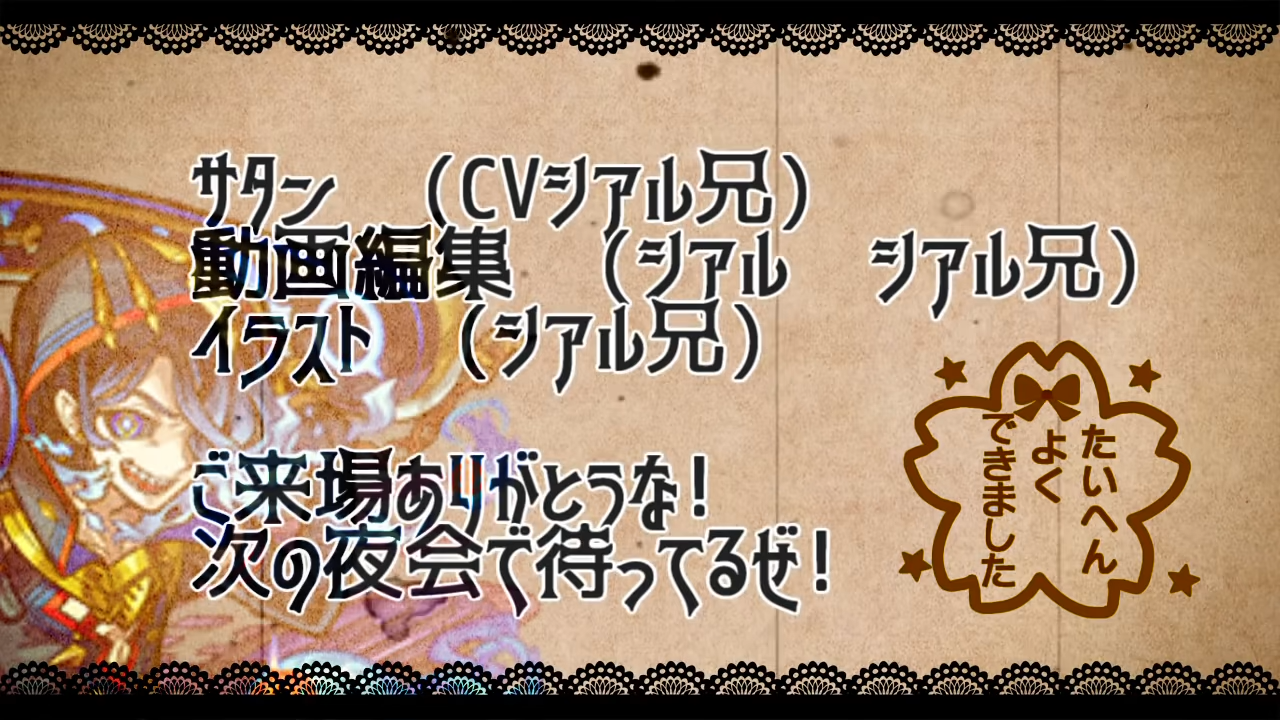 サタン　（CVシアル兄）
動画編集　（シアル　シアル兄）
イラスト　（シアル兄）
ご来場ありがとうな！
次の夜会で待ってるぜ！
たいへん
よく
できました